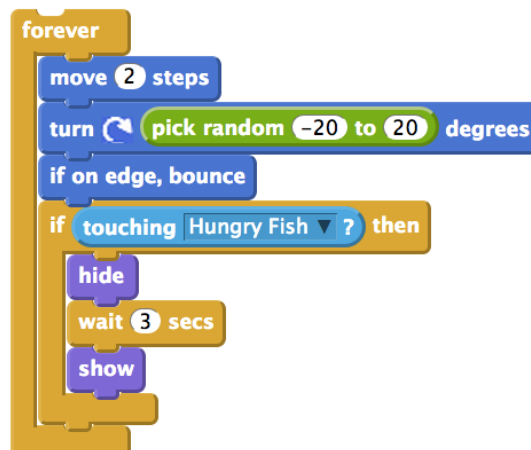 forever
move 2 steps
turn pick random -20 to 20 degrees
if on edge, bounce
if touching Hungry Fish ? then
hide
wait 3 secs
show